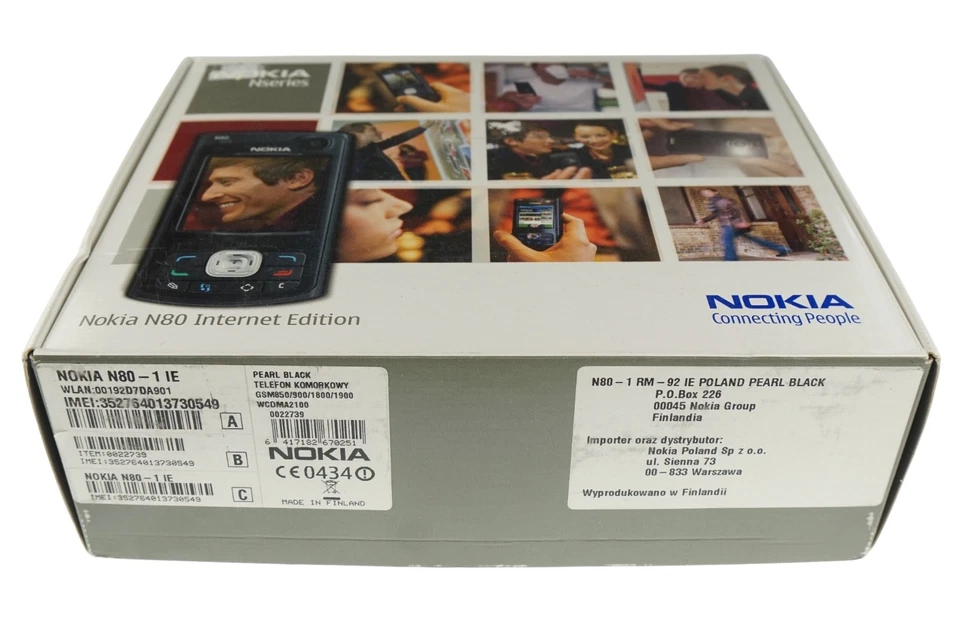 NOKIA
Nseries
N80
NOKIA
Nokia N80 Internet Edition
NOKIA
Connecting People
NOKIA N80 - 1 IE
WLAN:00192D7DA901
IMEI:352764013730549
A
ITEM:0022739
IMEI:352764013730549
B
NOKIA N80 - 1 IE
IMEI:352764013730549
C
PEARL BLACK
TELEFON KOMORKOWY
GSM850/900/1800/1900
WCDMA2100
0022739
6 417182 670251
NOKIA
CE0434
MADE IN FINLAND
N80 - 1 RM - 92 IE POLAND PEARL BLACK
P.O.Box 226
00045 Nokia Group
Finlandia
Importer oraz dystrybutor:
Nokia Poland Sp z o.o.
ul. Sienna 73
00 - 833 Warszawa
Wyprodukowano w Finlandii